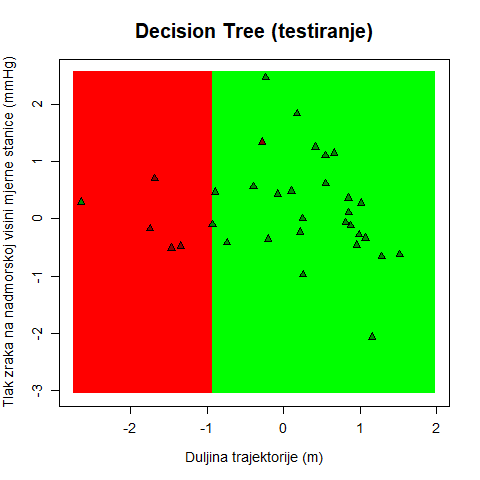 Decision Tree (testiranje)
Tlak zraka na nadmorskoj visini mjerne stanice (mmHg)
2
1
0
-1
-2
-3
-2 -1 0 1 2
Duljina trajektorije (m)